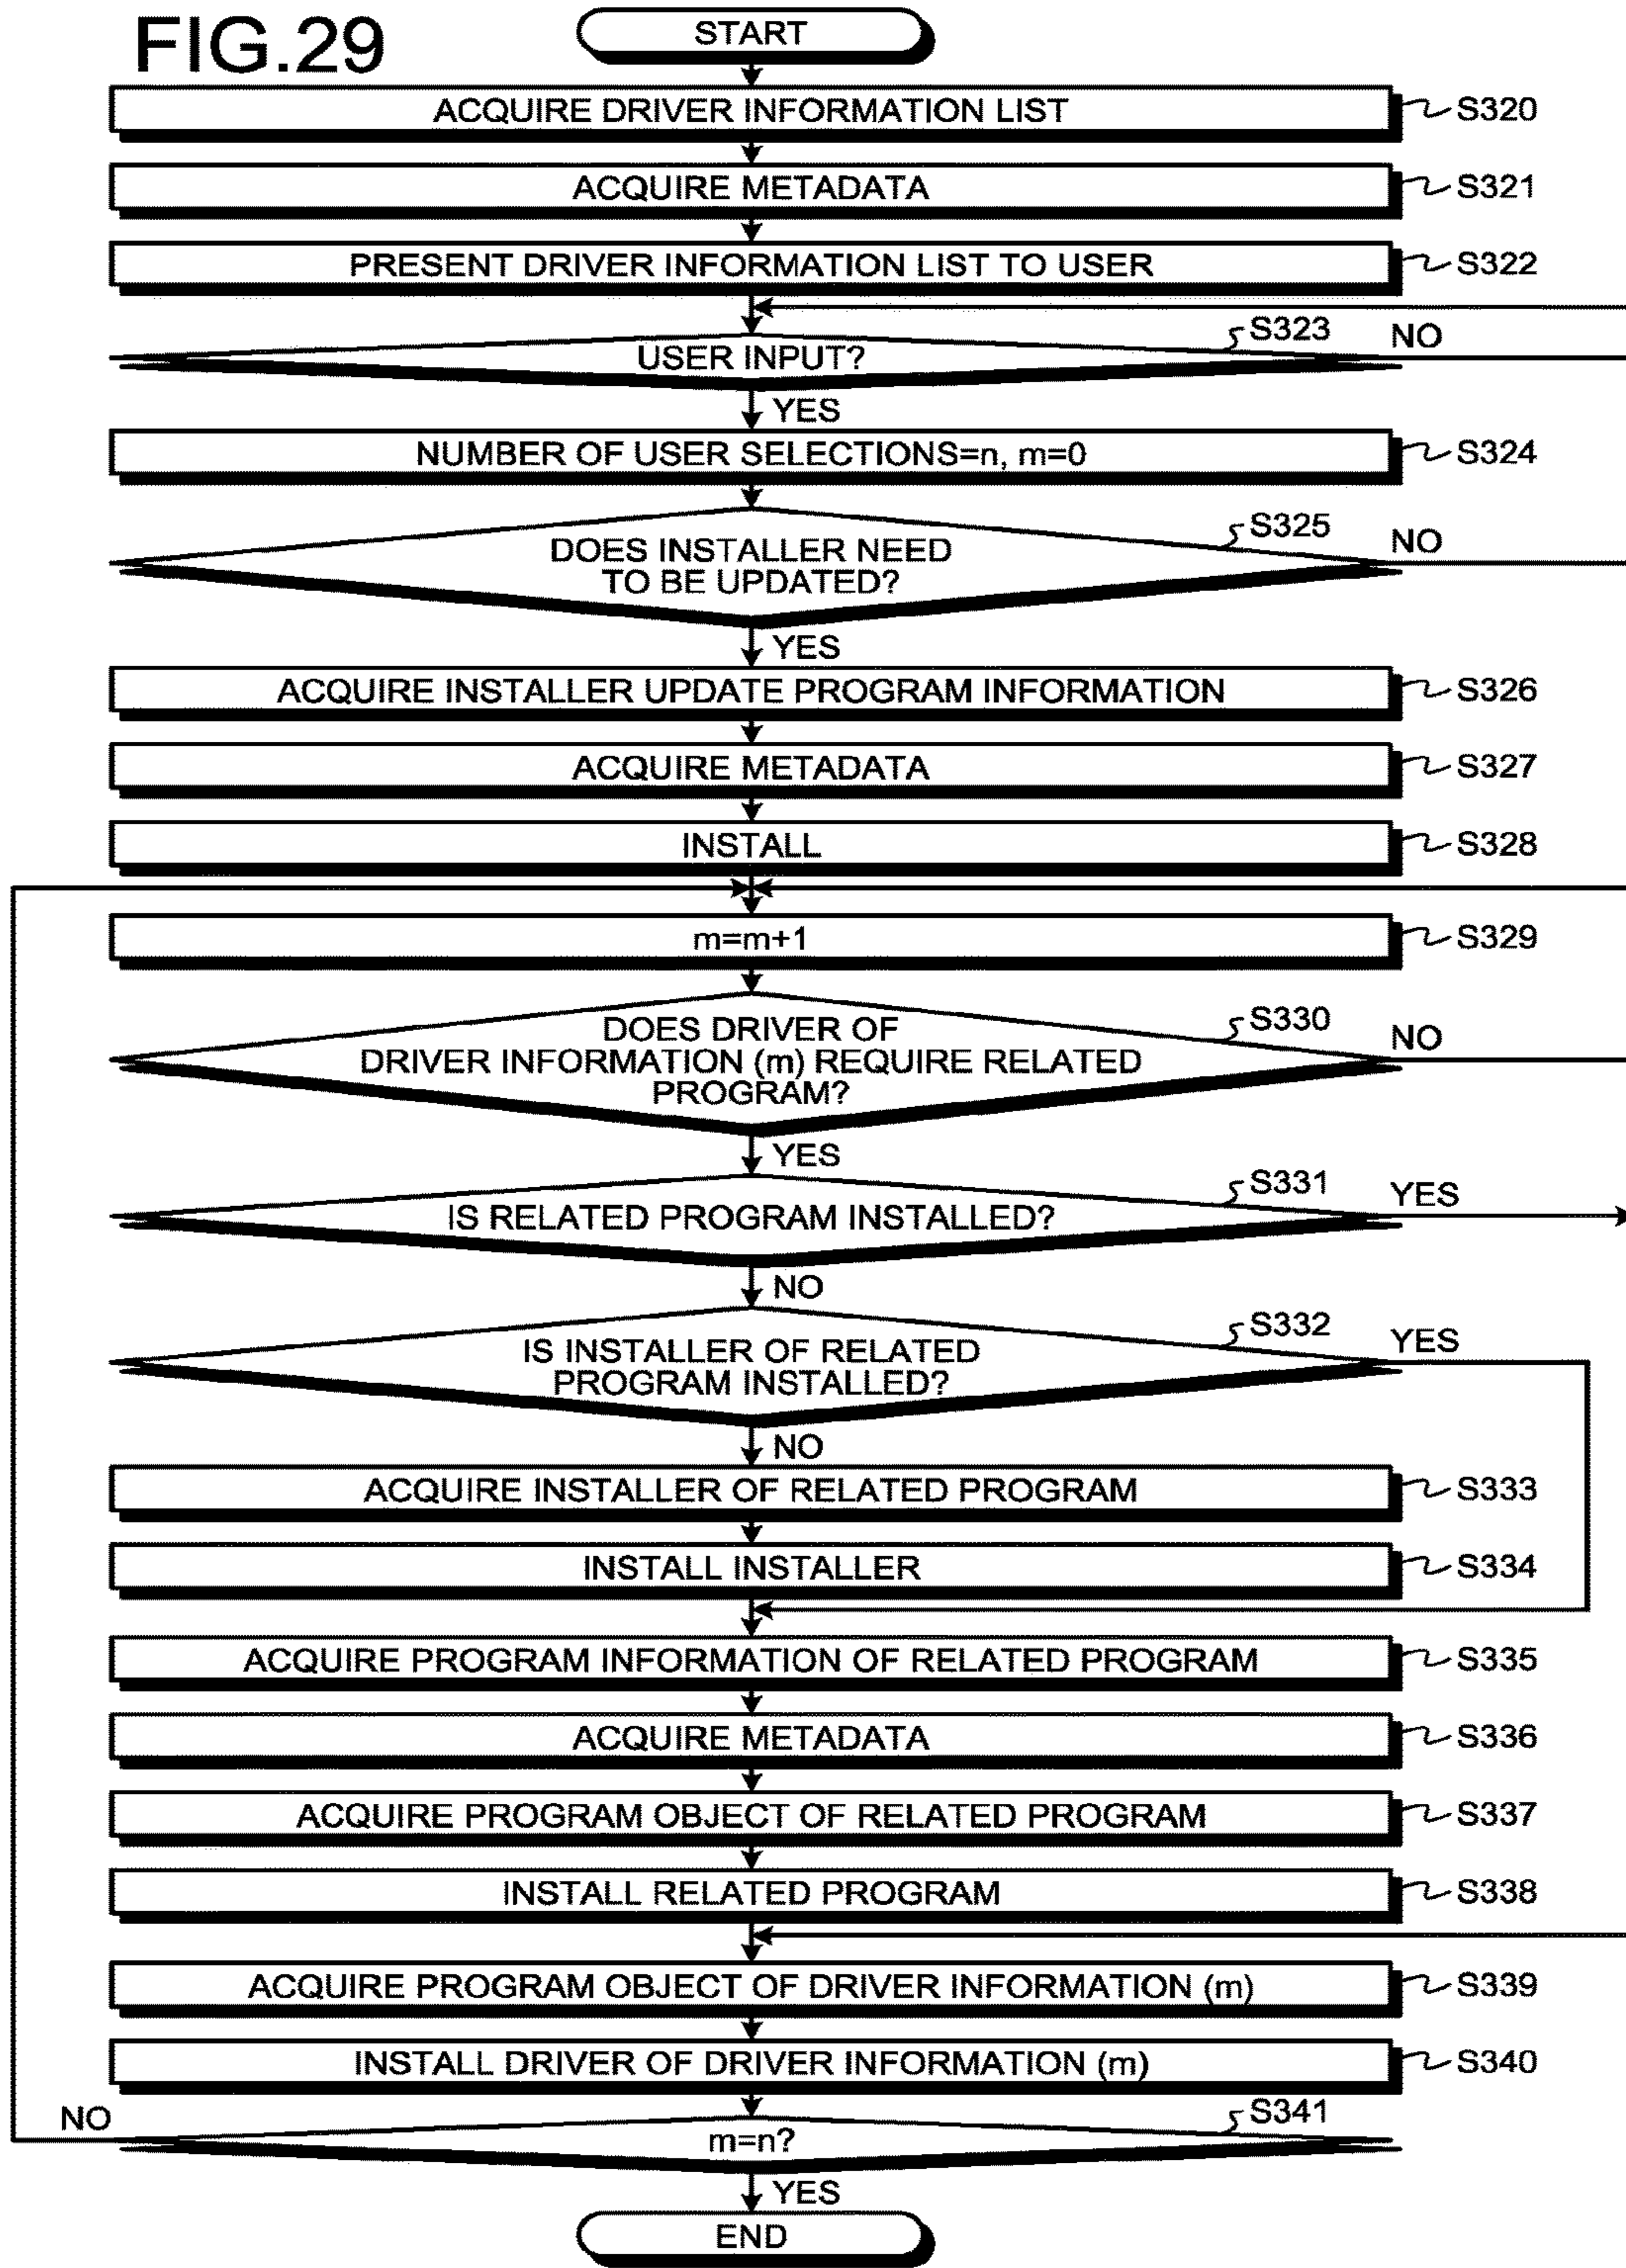 FIG.29
START
ACQUIRE DRIVER INFORMATION LIST
S320
ACQUIRE METADATA
S321
PRESENT DRIVER INFORMATION LIST TO USER
S322
USER INPUT?
S323
NO
YES
NUMBER OF USER SELECTIONS=n, m=0
S324
DOES INSTALLER NEED
TO BE UPDATED?
S325
NO
YES
ACQUIRE INSTALLER UPDATE PROGRAM INFORMATION
S326
ACQUIRE METADATA
S327
INSTALL
S328
m=m+1
S329
DOES DRIVER OF
DRIVER INFORMATION (m) REQUIRE RELATED
PROGRAM?
S330
NO
YES
IS RELATED PROGRAM INSTALLED?
S331
YES
NO
IS INSTALLER OF RELATED
PROGRAM INSTALLED?
S332
YES
NO
ACQUIRE INSTALLER OF RELATED PROGRAM
S333
INSTALL INSTALLER
S334
ACQUIRE PROGRAM INFORMATION OF RELATED PROGRAM
S335
ACQUIRE METADATA
S336
ACQUIRE PROGRAM OBJECT OF RELATED PROGRAM
S337
INSTALL RELATED PROGRAM
S338
ACQUIRE PROGRAM OBJECT OF DRIVER INFORMATION (m)
S339
INSTALL DRIVER OF DRIVER INFORMATION (m)
S340
NO
m=n?
S341
YES
END